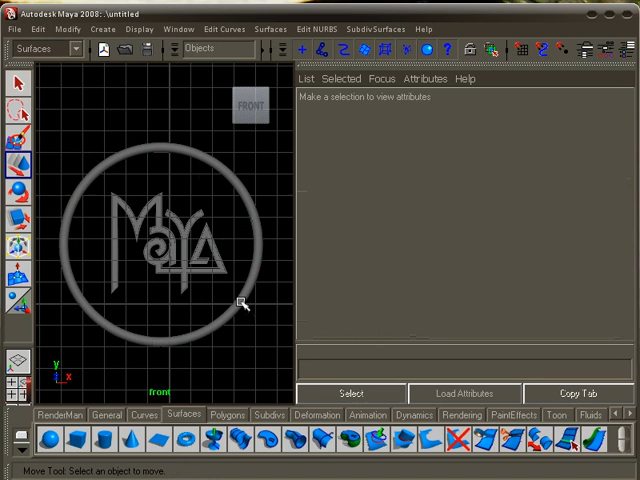 Autodesk Maya 2008: .\untitled
File Edit Modify Create Display Window Edit Curves Surfaces Edit NURBS Subdiv Surfaces Help
Surfaces Objects
List Selected Focus Attributes Help
Make a selection to view attributes
FRONT
MAYA
y
x
front
Select Load Attributes Copy Tab
RenderMan General Curves Surfaces Polygons Subdivs Deformation Animation Dynamics Rendering PaintEffects Toon Fluids
Move Tool: Select an object to move.